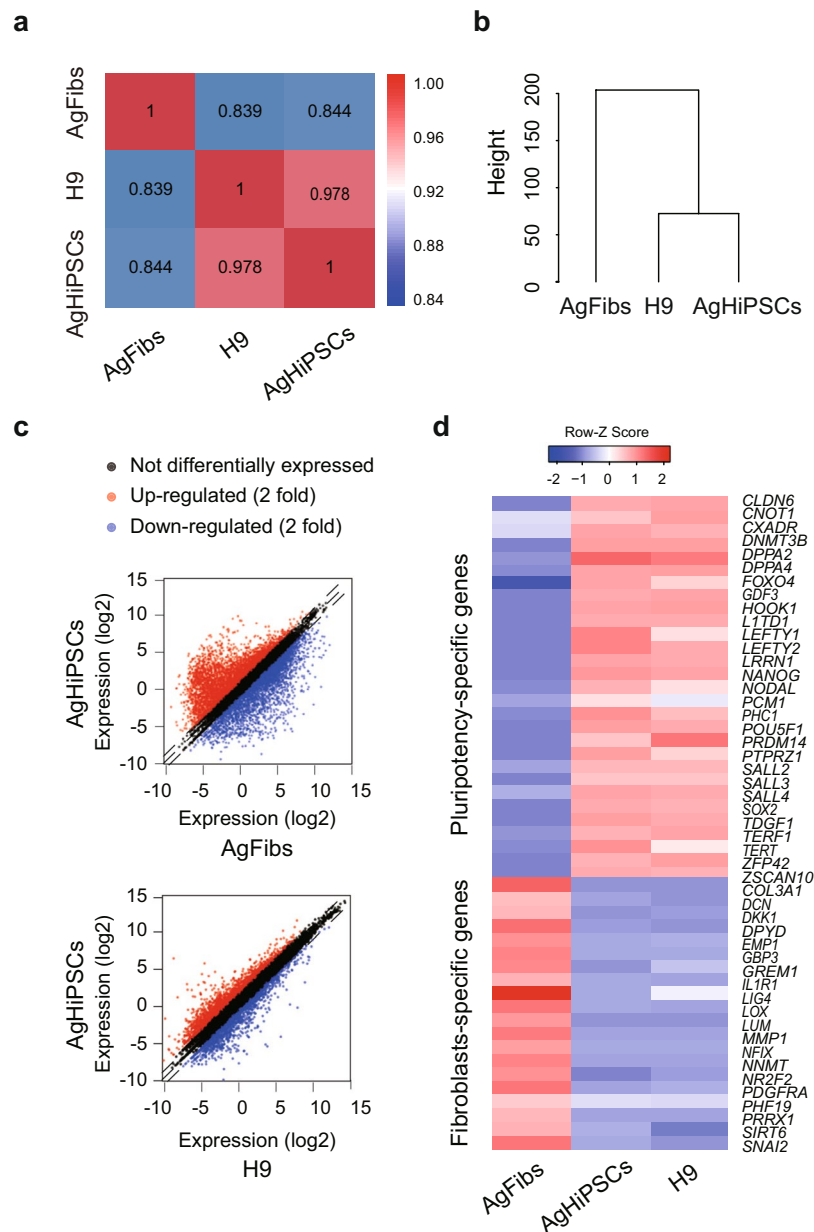 a
AgFibs
H9
AgHiPSCs
1 0.839 0.844
0.839 1 0.978
0.844 0.978 1
AgFibs H9 AgHiPSCs
1.00
0.96
0.92
0.88
0.84
b
Height
200
150
100
50
0
AgFibs H9 AgHiPSCs
c
Not differentially expressed
Up-regulated (2 fold)
Down-regulated (2 fold)
AgHiPSCs
Expression (log2)
15
10
5
0
-5
-10
-10 -5 0 5 10 15
Expression (log2)
AgFibs
AgHiPSCs
Expression (log2)
15
10
5
0
-5
-10
-10 -5 0 5 10 15
Expression (log2)
H9
d
Row-Z Score
-2 -1 0 1 2
Pluripotency-specific genes
Fibroblasts-specific genes
CLDN6
CNOT1
CXADR
DNMT3B
DPPA2
DPPA4
FOXO4
GDF3
HOOK1
L1TD1
LEFTY1
LEFTY2
LRRN1
NANOG
NODAL
PCM1
PHC1
POU5F1
PRDM14
PTPRZ1
SALL2
SALL3
SALL4
SOX2
TDGF1
TERF1
TERT
ZFP42
ZSCAN10
COL3A1
DCN
DKK1
DPYD
EMP1
GBP3
GREM1
IL1R1
LIG4
LOX
LUM
MMP1
NFIX
NNMT
NR2F2
PDGFRA
PHF19
PRRX1
SIRT6
SNAI2
AgFibs AgHiPSCs H9